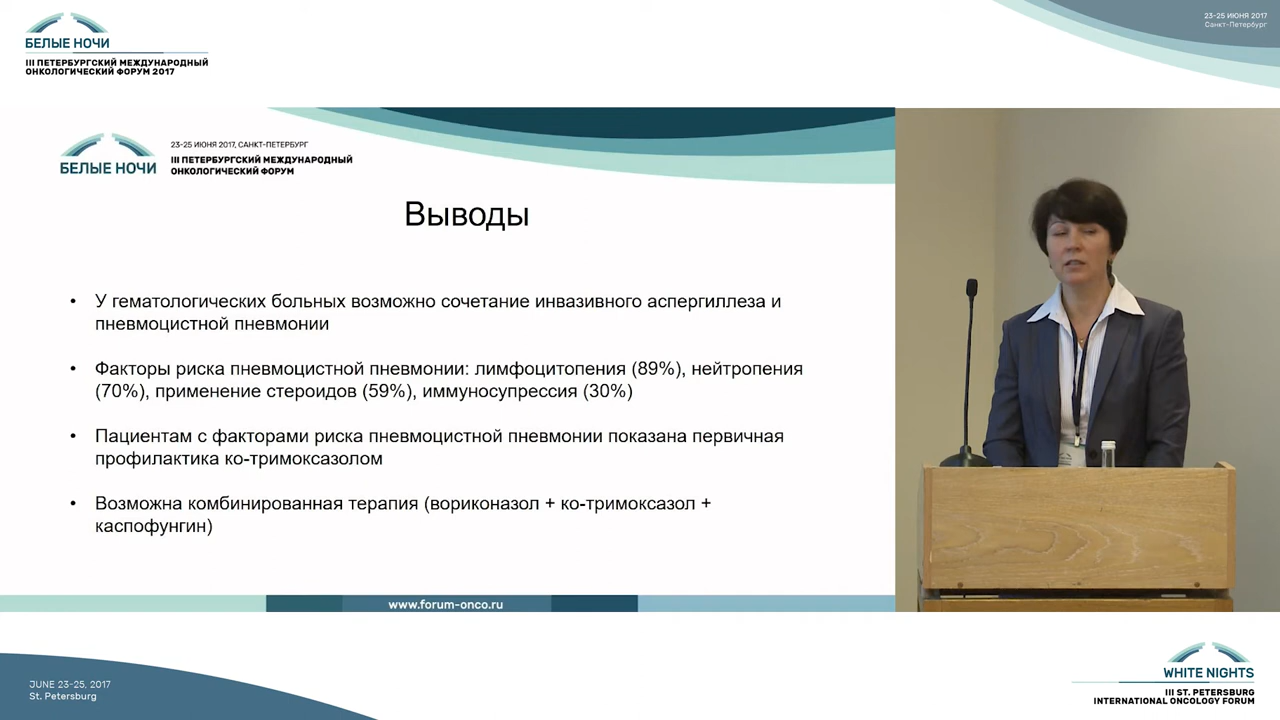 БЕЛЫЕ НОЧИ
III ПЕТЕРБУРГСКИЙ МЕЖДУНАРОДНЫЙ
ОНКОЛОГИЧЕСКИЙ ФОРУМ 2017
23-25 ИЮНЯ 2017
Санкт-Петербург
БЕЛЫЕ НОЧИ
23-25 ИЮНЯ 2017, САНКТ-ПЕТЕРБУРГ
III ПЕТЕРБУРГСКИЙ МЕЖДУНАРОДНЫЙ
ОНКОЛОГИЧЕСКИЙ ФОРУМ
Выводы
• У гематологических больных возможно сочетание инвазивного аспергиллеза и
пневмоцистной пневмонии
• Факторы риска пневмоцистной пневмонии: лимфоцитопения (89%), нейтропения
(70%), применение стероидов (59%), иммуносупрессия (30%)
• Пациентам с факторами риска пневмоцистной пневмонии показана первичная
профилактика ко-тримоксазолом
• Возможна комбинированная терапия (вориконазол + ко-тримоксазол +
каспофунгин)
www.forum-onco.ru
JUNE 23-25, 2017
St. Petersburg
WHITE NIGHTS
III ST. PETERSBURG
INTERNATIONAL ONCOLOGY FORUM